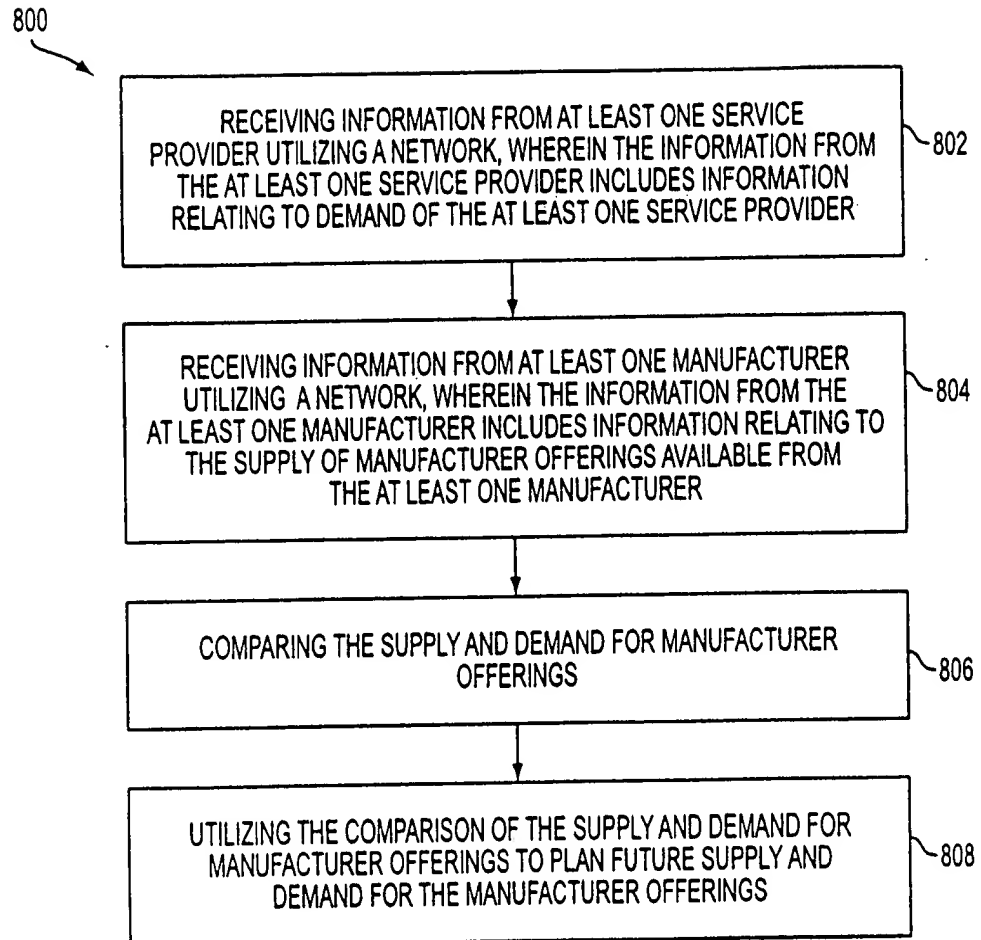 800
RECEIVING INFORMATION FROM AT LEAST ONE SERVICE
PROVIDER UTILIZING A NETWORK, WHEREIN THE INFORMATION FROM
THE AT LEAST ONE SERVICE PROVIDER INCLUDES INFORMATION
RELATING TO DEMAND OF THE AT LEAST ONE SERVICE PROVIDER
802
RECEIVING INFORMATION FROM AT LEAST ONE MANUFACTURER
UTILIZING A NETWORK, WHEREIN THE INFORMATION FROM THE
AT LEAST ONE MANUFACTURER INCLUDES INFORMATION RELATING TO
THE SUPPLY OF MANUFACTURER OFFERINGS AVAILABLE FROM
THE AT LEAST ONE MANUFACTURER
804
COMPARING THE SUPPLY AND DEMAND FOR MANUFACTURER
OFFERINGS
806
UTILIZING THE COMPARISON OF THE SUPPLY AND DEMAND FOR
MANUFACTURER OFFERINGS TO PLAN FUTURE SUPPLY AND
DEMAND FOR THE MANUFACTURER OFFERINGS
808